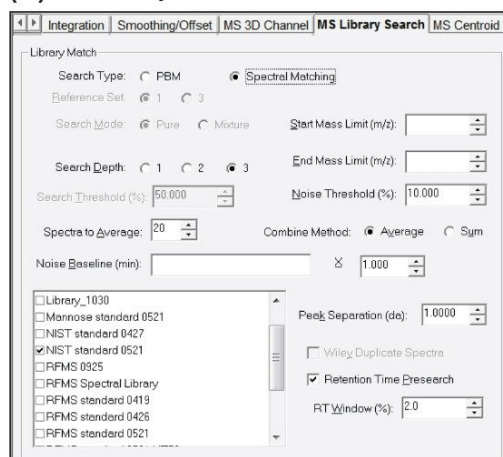 Integration Smoothing/Offset MS 3D Channel MS Library Search MS Centroid
Library Match
Search Type: PBM Spectral Matching
Reference Set: 1 3
Search Mode: Pure Mixture Start Mass Limit (m/z):
Search Depth: 1 2 3 End Mass Limit (m/z):
Search Threshold (%): 50.000 Noise Threshold (%): 10.000
Spectra to Average: 20 Combine Method: Average Sum
Noise Baseline (min): X 1.000
Library_1030
Mannose standard 0521
NIST standard 0427
NIST standard 0521
RFMS 0925
RFMS Spectral Library
RFMS standard 0419
RFMS standard 0426
RFMS standard 0521
Peak Separation (da): 1.0000
Wiley Duplicate Spectra
Retention Time Presearch
RT Window (%): 2.0